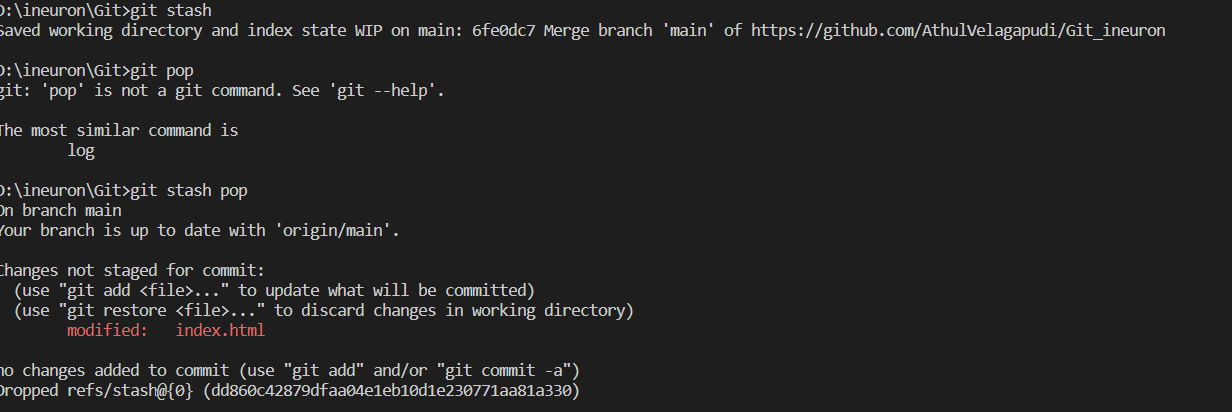 D:\ineuron\Git>git stash
Saved working directory and index state WIP on main: 6fe0dc7 Merge branch 'main' of https://github.com/AthulVelagapudi/Git_ineuron
D:\ineuron\Git>git pop
git: 'pop' is not a git command. See 'git --help'.
The most similar command is
log
D:\ineuron\Git>git stash pop
On branch main
Your branch is up to date with 'origin/main'.
Changes not staged for commit:
(use "git add <file>..." to update what will be committed)
(use "git restore <file>..." to discard changes in working directory)
modified:   index.html
no changes added to commit (use "git add" and/or "git commit -a")
Dropped refs/stash@{0} (dd860c42879dfaa04e1eb10d1e230771aa81a330)